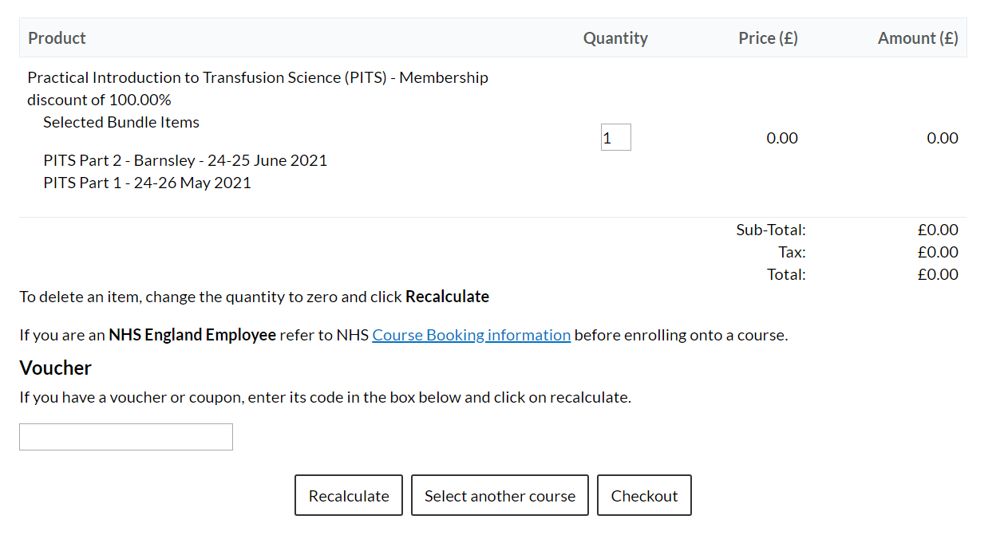 Product Quantity Price (£) Amount (£)
Practical Introduction to Transfusion Science (PITS) - Membership
discount of 100.00%
Selected Bundle Items
1 0.00 0.00
PITS Part 2 - Barnsley - 24-25 June 2021
PITS Part 1 - 24-26 May 2021
Sub-Total: £0.00
Tax: £0.00
Total: £0.00
To delete an item, change the quantity to zero and click Recalculate
If you are an NHS England Employee refer to NHS Course Booking information before enrolling onto a course.
Voucher
If you have a voucher or coupon, enter its code in the box below and click on recalculate.
Recalculate Select another course Checkout